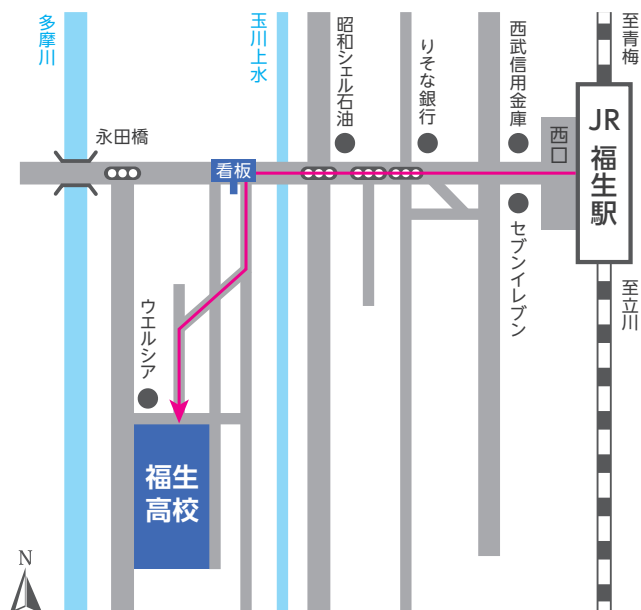 多摩川
玉川上水
昭和シェル石油
りそな銀行
西武信用金庫
至青梅
永田橋
看板
西口
JR
福生駅
セブンイレブン
至立川
ウエルシア
福生
高校
N